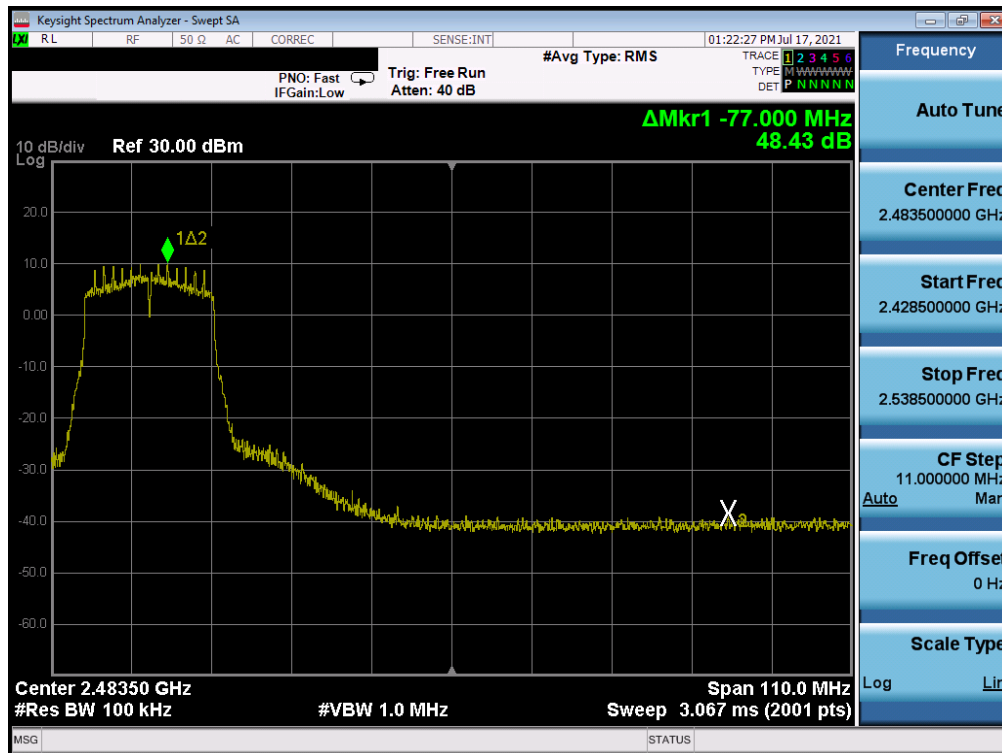 Keysight Spectrum Analyzer - Swept SA
LXI RL RF 50 Ω AC CORREC SENSE:INT 01:22:27 PM Jul 17, 2021
#Avg Type: RMS
TRACE 1 2 3 4 5 6
PNO: Fast Trig: Free Run
TYPE M W W W W W
IFGain:Low Atten: 40 dB
DET P N N N N N
ΔMkr1 -77.000 MHz
48.43 dB
10 dB/div Ref 30.00 dBm
Log
20.0
1Δ2
10.0
0.00
-10.0
-20.0
-30.0
-40.0
X
-50.0
-60.0
Center 2.48350 GHz Span 110.0 MHz
#Res BW 100 kHz #VBW 1.0 MHz Sweep 3.067 ms (2001 pts)
MSG STATUS
Frequency
Auto Tune
Center Freq
2.483500000 GHz
Start Freq
2.428500000 GHz
Stop Freq
2.538500000 GHz
CF Step
11.000000 MHz
Auto Man
Freq Offset
0 Hz
Scale Type
Log Lin